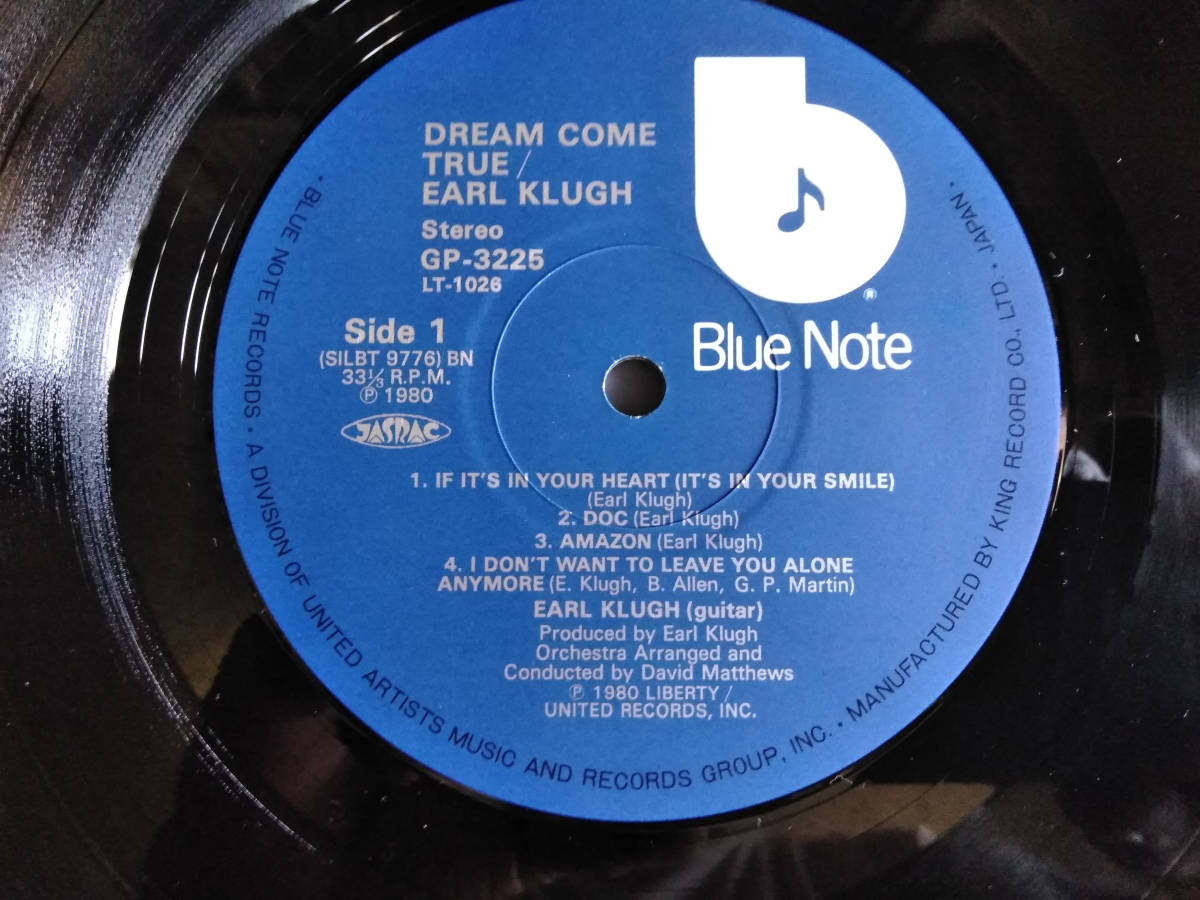 DREAM COME
TRUE /
EARL KLUGH
Stereo
GP-3225
LT-1026
Side 1
(SILBT 9776) BN
33⅓ R.P.M.
℗ 1980
JASRAC
®
Blue Note
1. IF IT'S IN YOUR HEART (IT'S IN YOUR SMILE)
(Earl Klugh)
2. DOC (Earl Klugh)
3. AMAZON (Earl Klugh)
4. I DON'T WANT TO LEAVE YOU ALONE
ANYMORE (E. Klugh, B. Allen, G. P. Martin)
EARL KLUGH (guitar)
Produced by Earl Klugh
Orchestra Arranged and
Conducted by David Matthews
℗ 1980 LIBERTY /
UNITED RECORDS, INC.
• BLUE NOTE RECORDS • A DIVISION OF UNITED ARTISTS MUSIC AND RECORDS GROUP, INC. • MANUFACTURED BY KING RECORD CO., LTD. • JAPAN •